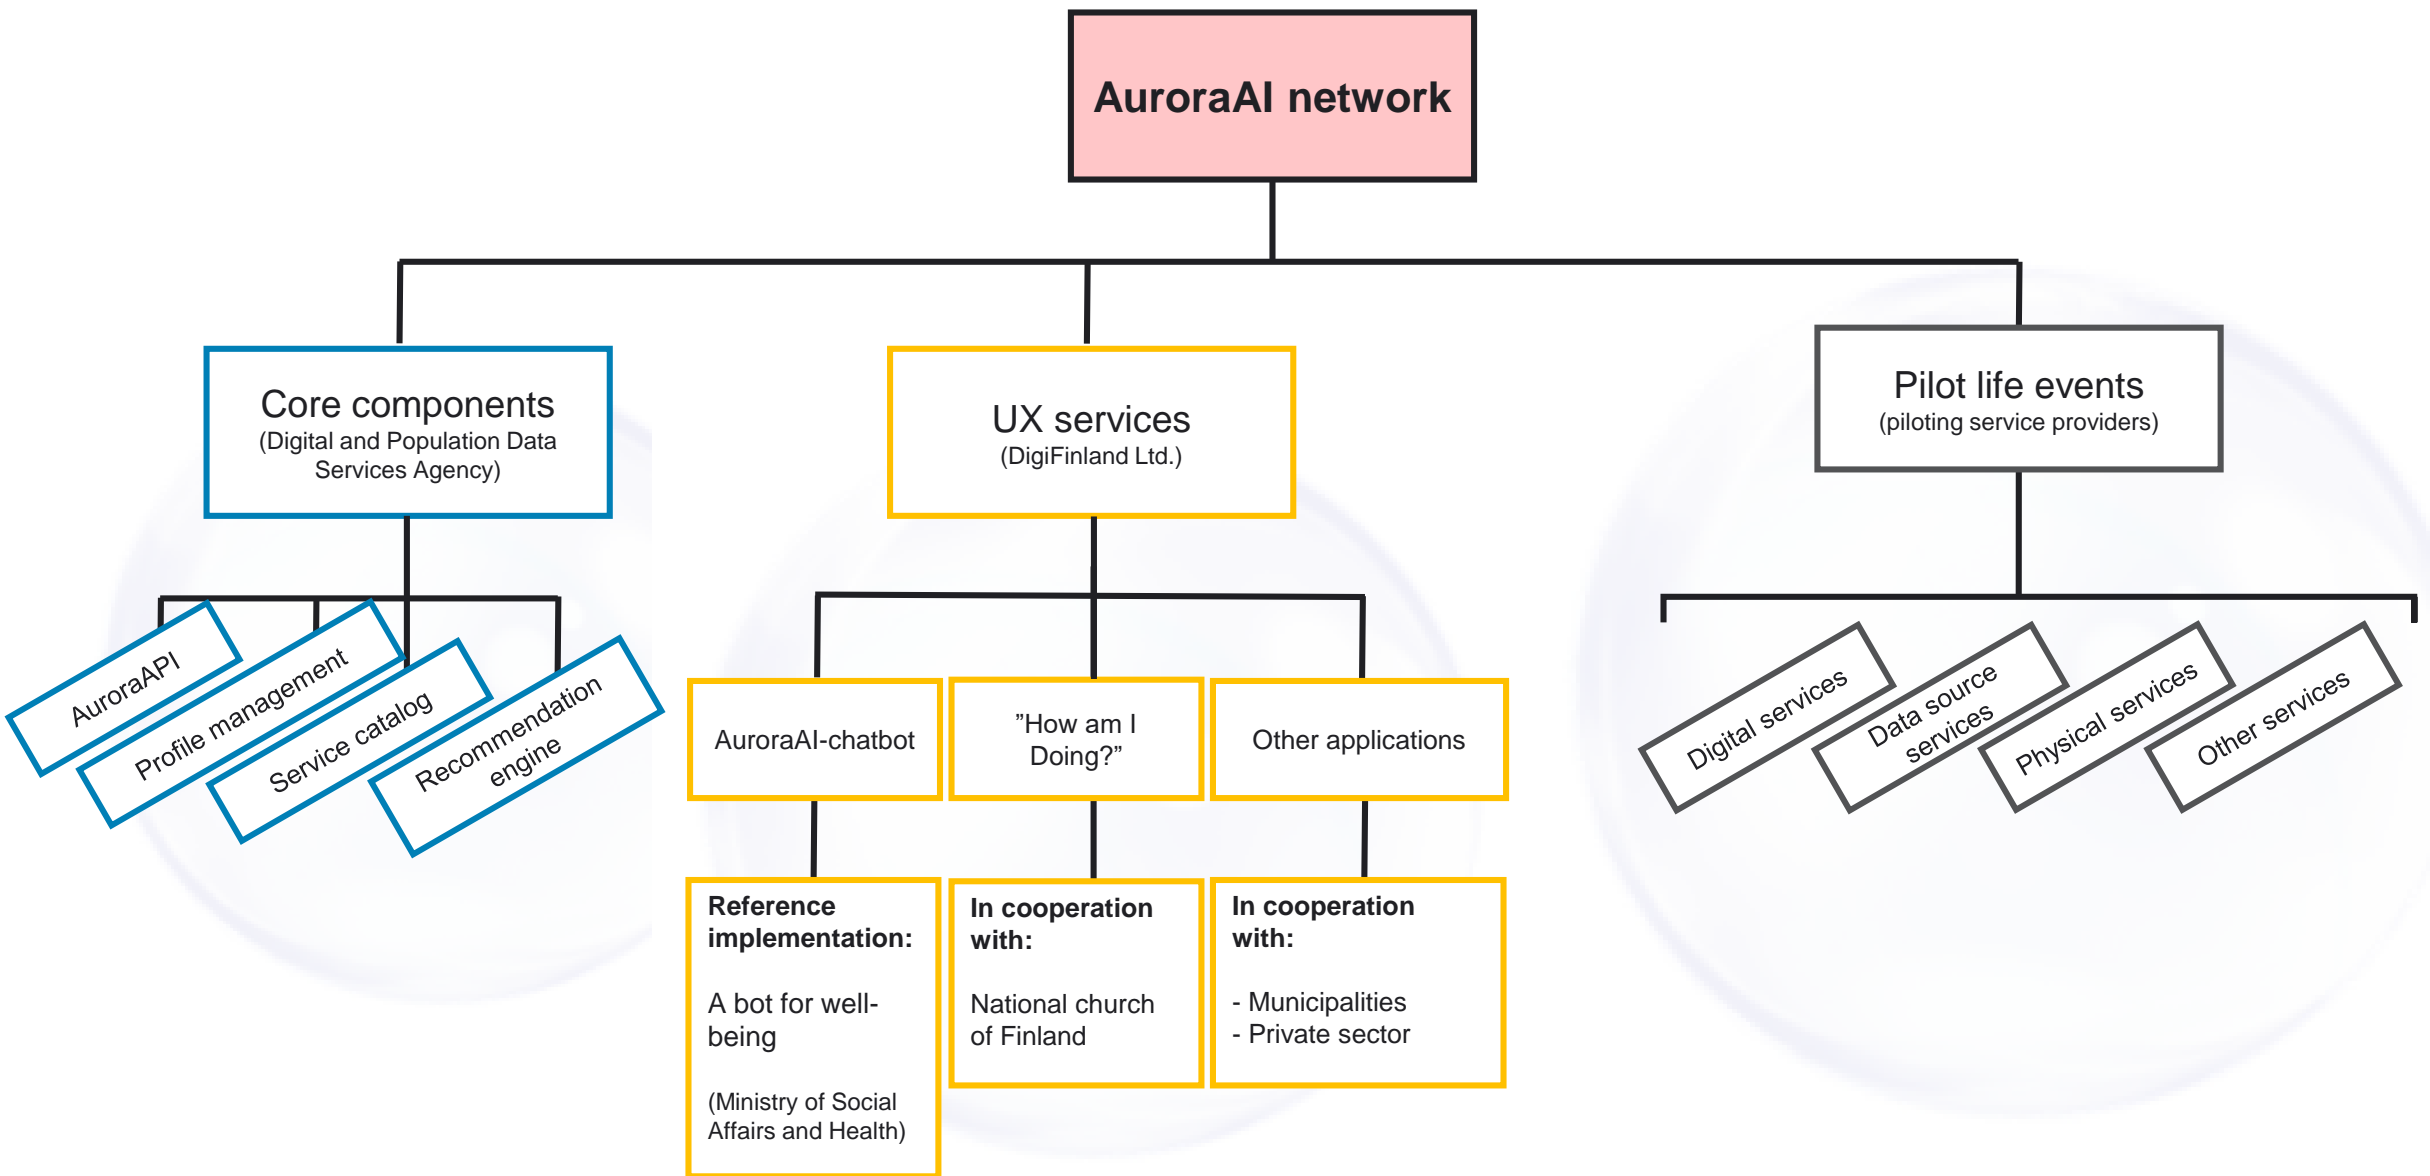 AuroraAI network
Core components
(Digital and Population Data
Services Agency)
UX services
(DigiFinland Ltd.)
Pilot life events
(piloting service providers)
AuroraAPI
Profile management
Service catalog
Recommendation
engine
AuroraAI-chatbot
”How am I
Doing?”
Other applications
Digital services
Data source
services
Physical services
Other services
Reference
implementation:
A bot for well-
being
(Ministry of Social
Affairs and Health)
In cooperation
with:
National church
of Finland
In cooperation
with:
- Municipalities
- Private sector